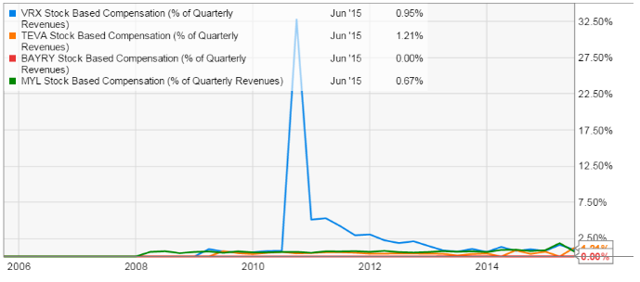 VRX Stock Based Compensation (% of Quarterly Revenues) Jun '15 0.95%
TEVA Stock Based Compensation (% of Quarterly Revenues) Jun '15 1.21%
BAYRY Stock Based Compensation (% of Quarterly Revenues) Jun '15 0.00%
MYL Stock Based Compensation (% of Quarterly Revenues) Jun '15 0.67%
32.50%
27.50%
22.50%
17.50%
12.50%
7.50%
2.50%
0.00%
2006 2008 2010 2012 2014